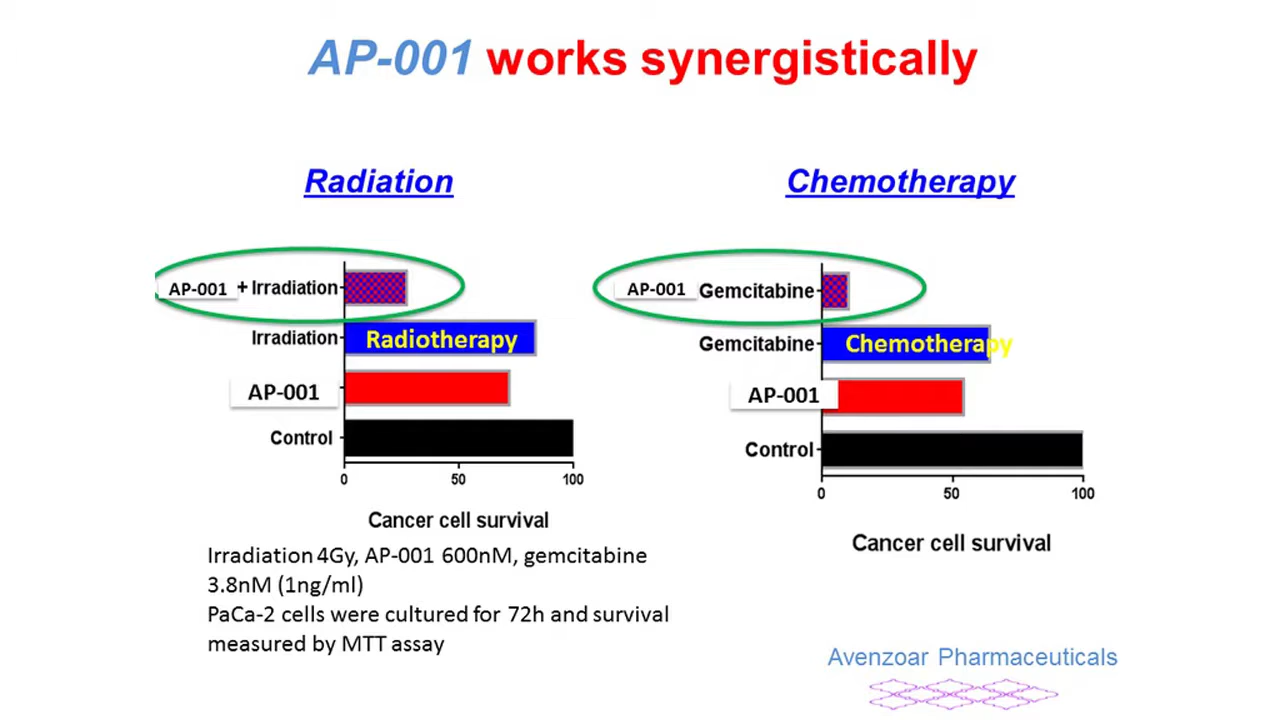 AP-001 works synergistically
Radiation
AP-001 + Irradiation
Irradiation
Radiotherapy
AP-001
Control
0 50 100
Cancer cell survival
Irradiation 4Gy, AP-001 600nM, gemcitabine
3.8nM (1ng/ml)
PaCa-2 cells were cultured for 72h and survival
measured by MTT assay
Chemotherapy
AP-001 Gemcitabine
Gemcitabine
Chemotherapy
AP-001
Control
0 50 100
Cancer cell survival
Avenzoar Pharmaceuticals